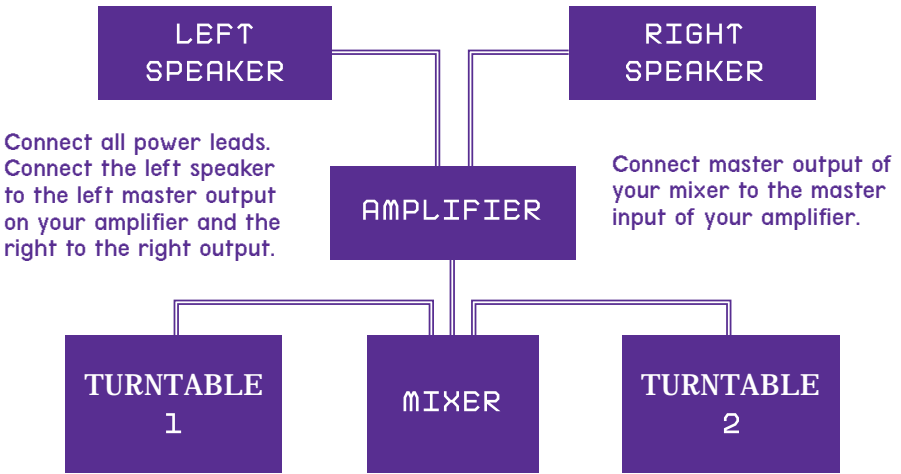 LEFT
SPEAKER
RIGHT
SPEAKER
Connect all power leads.
Connect the left speaker
to the left master output
on your amplifier and the
right to the right output.
AMPLIFIER
Connect master output of
your mixer to the master
input of your amplifier.
TURNTABLE
1
MIXER
TURNTABLE
2